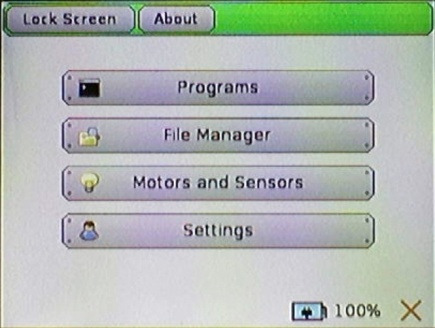 Lock Screen About
Programs
File Manager
Motors and Sensors
Settings
100%